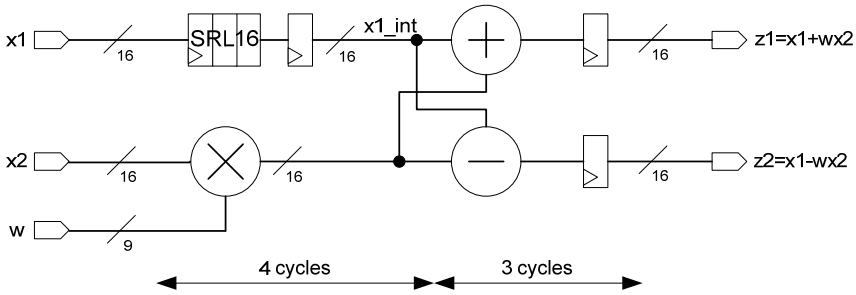 x1
16
SRL16
16
x1_int
16
z1=x1+wx2
x2
16
16
16
z2=x1-wx2
w
9
4 cycles
3 cycles